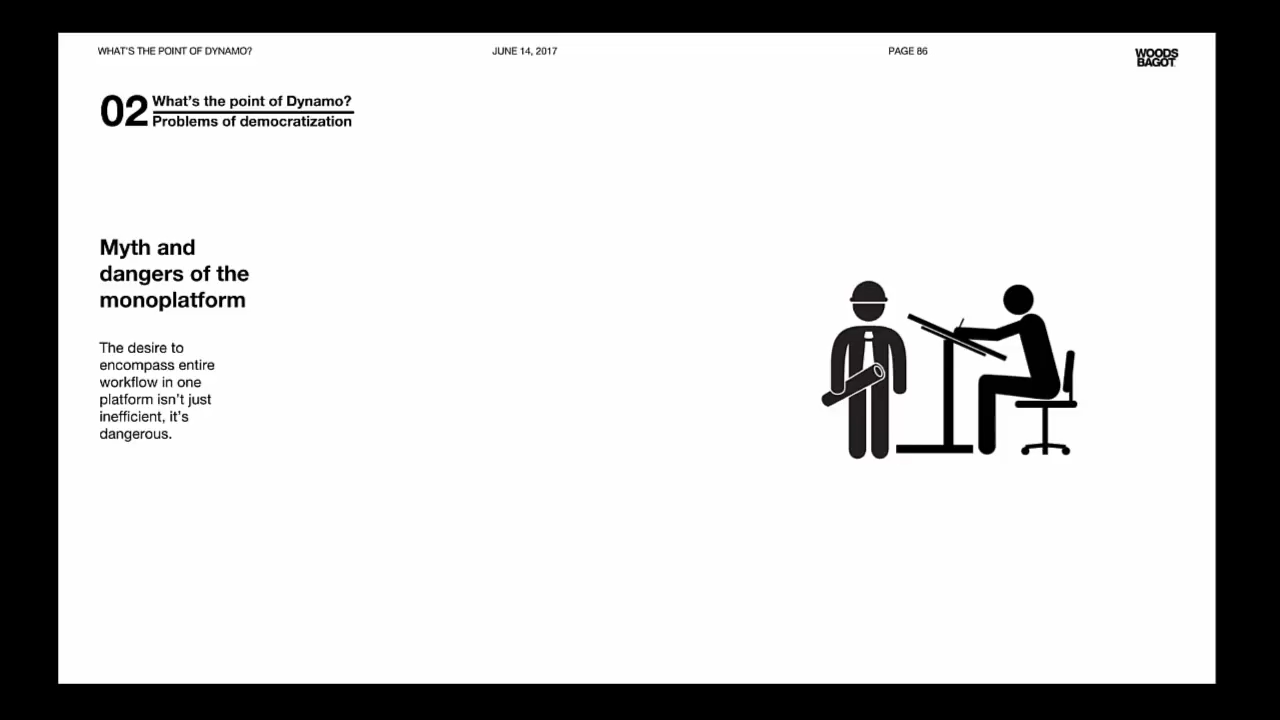 WHAT'S THE POINT OF DYNAMO?
JUNE 14, 2017
PAGE 86
WOODS
BAGOT
02
What's the point of Dynamo?
Problems of democratization
Myth and
dangers of the
monoplatform
The desire to
encompass entire
workflow in one
platform isn't just
inefficient, it's
dangerous.